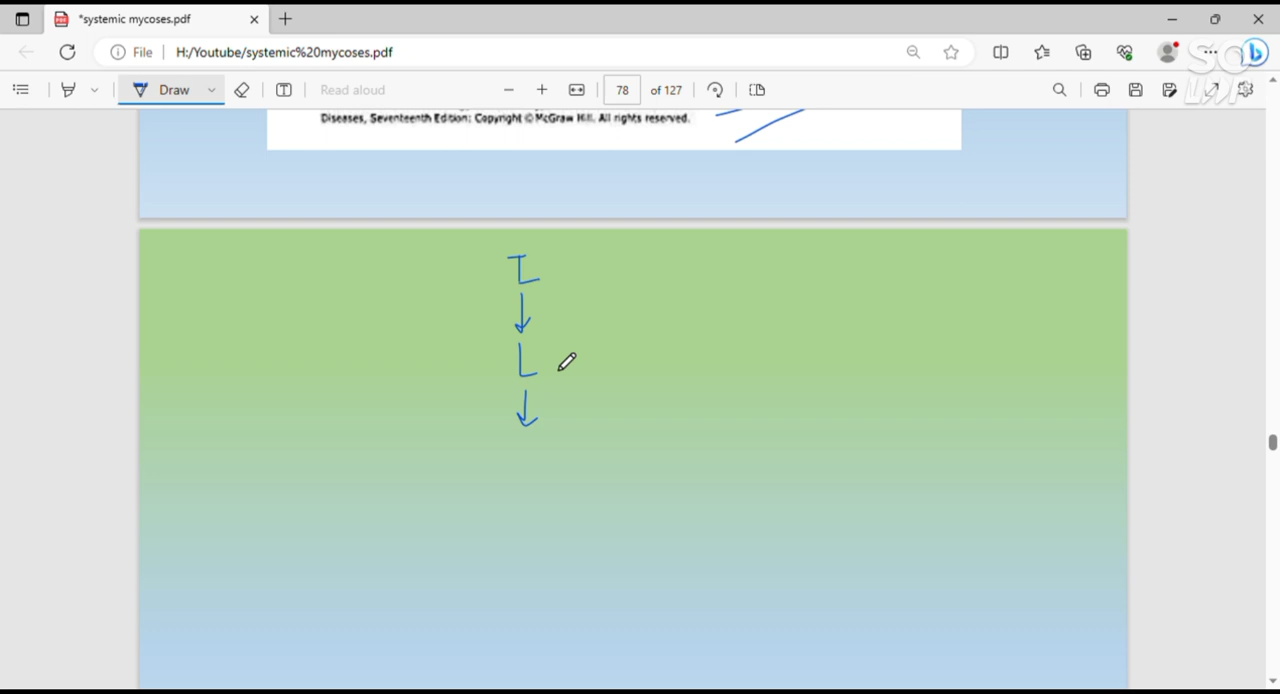 *systemic mycoses.pdf
File H:/Youtube/systemic%20mycoses.pdf
Draw Read aloud 78 of 127
Diseases, Seventeenth Edition; Copyright © McGraw Hill. All rights reserved.
I
L